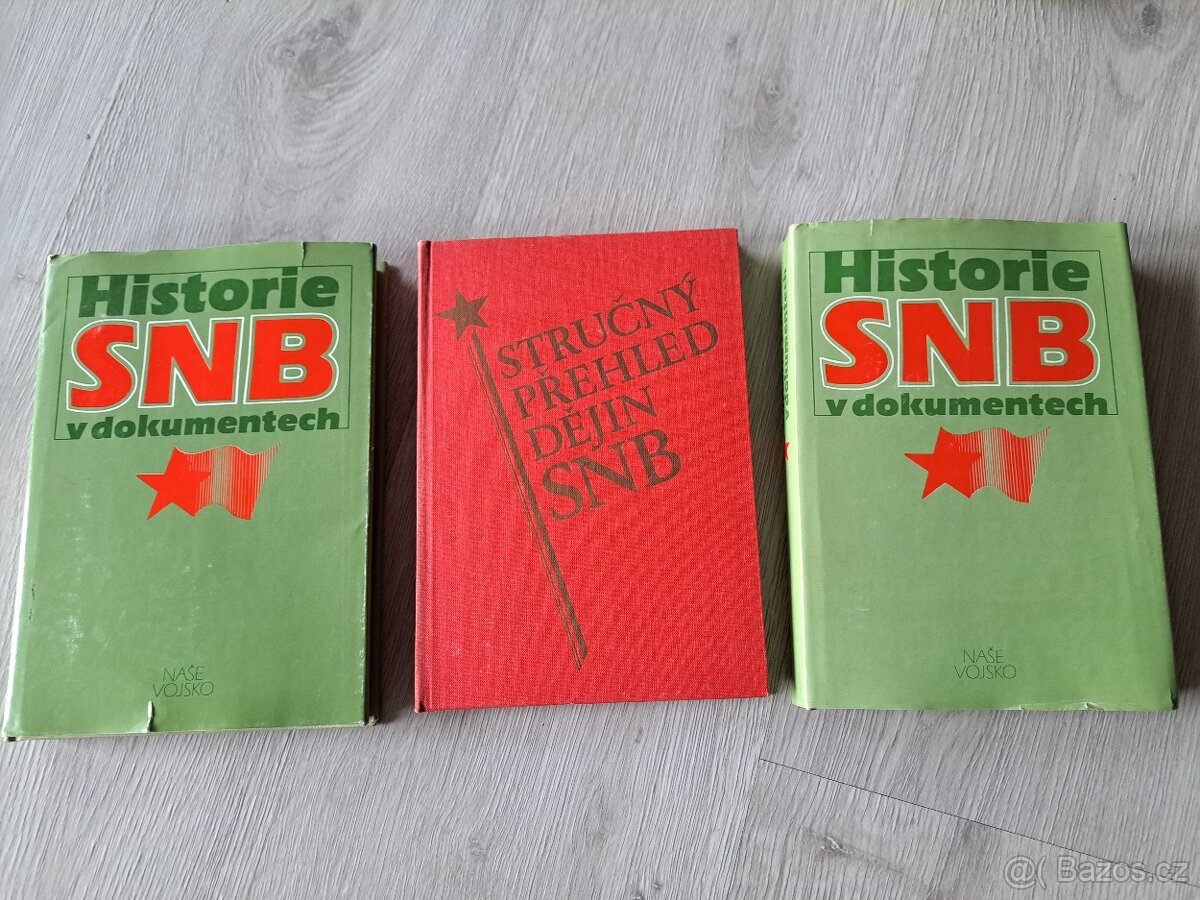 Historie
SNB
v dokumentech
NAŠE
VOJSKO
STRUČNÝ
PŘEHLED
DĚJIN
SNB
Historie
SNB
v dokumentech
NAŠE
VOJSKO
Bazos.cz